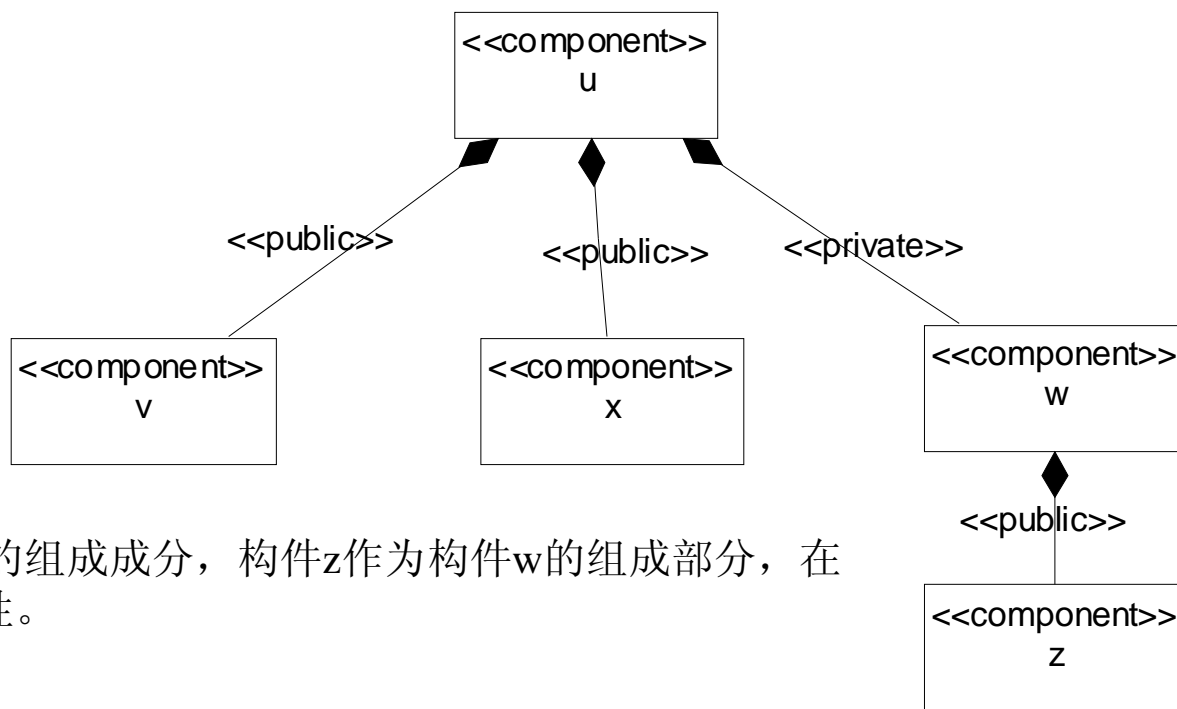 <<component>>
u
<<public>>
<<public>>
<<private>>
<<component>>
v
<<component>>
x
<<component>>
w
<<public>>
的组成成分，构件z作为构件w的组成部分，在
<<component>>
z